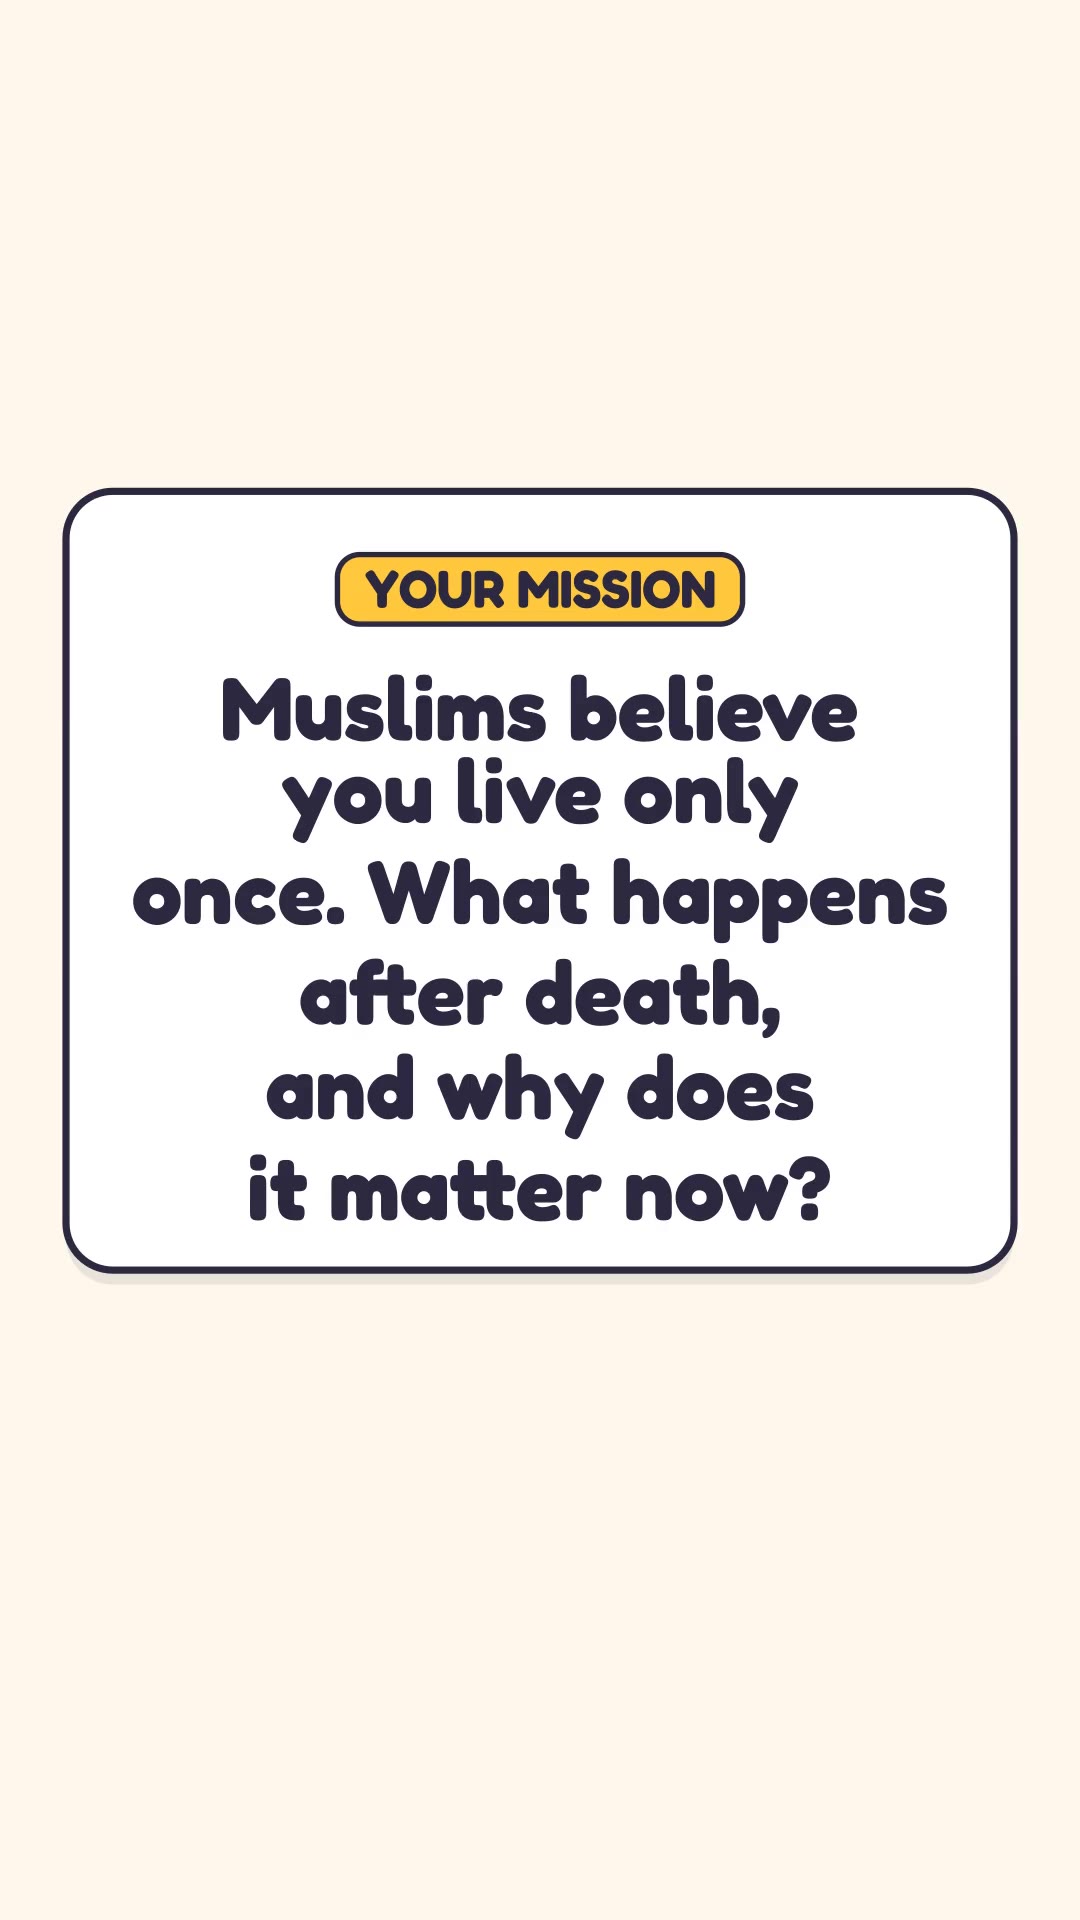 YOUR MISSION
Muslims believe
you live only
once. What happens
after death,
and why does
it matter now?